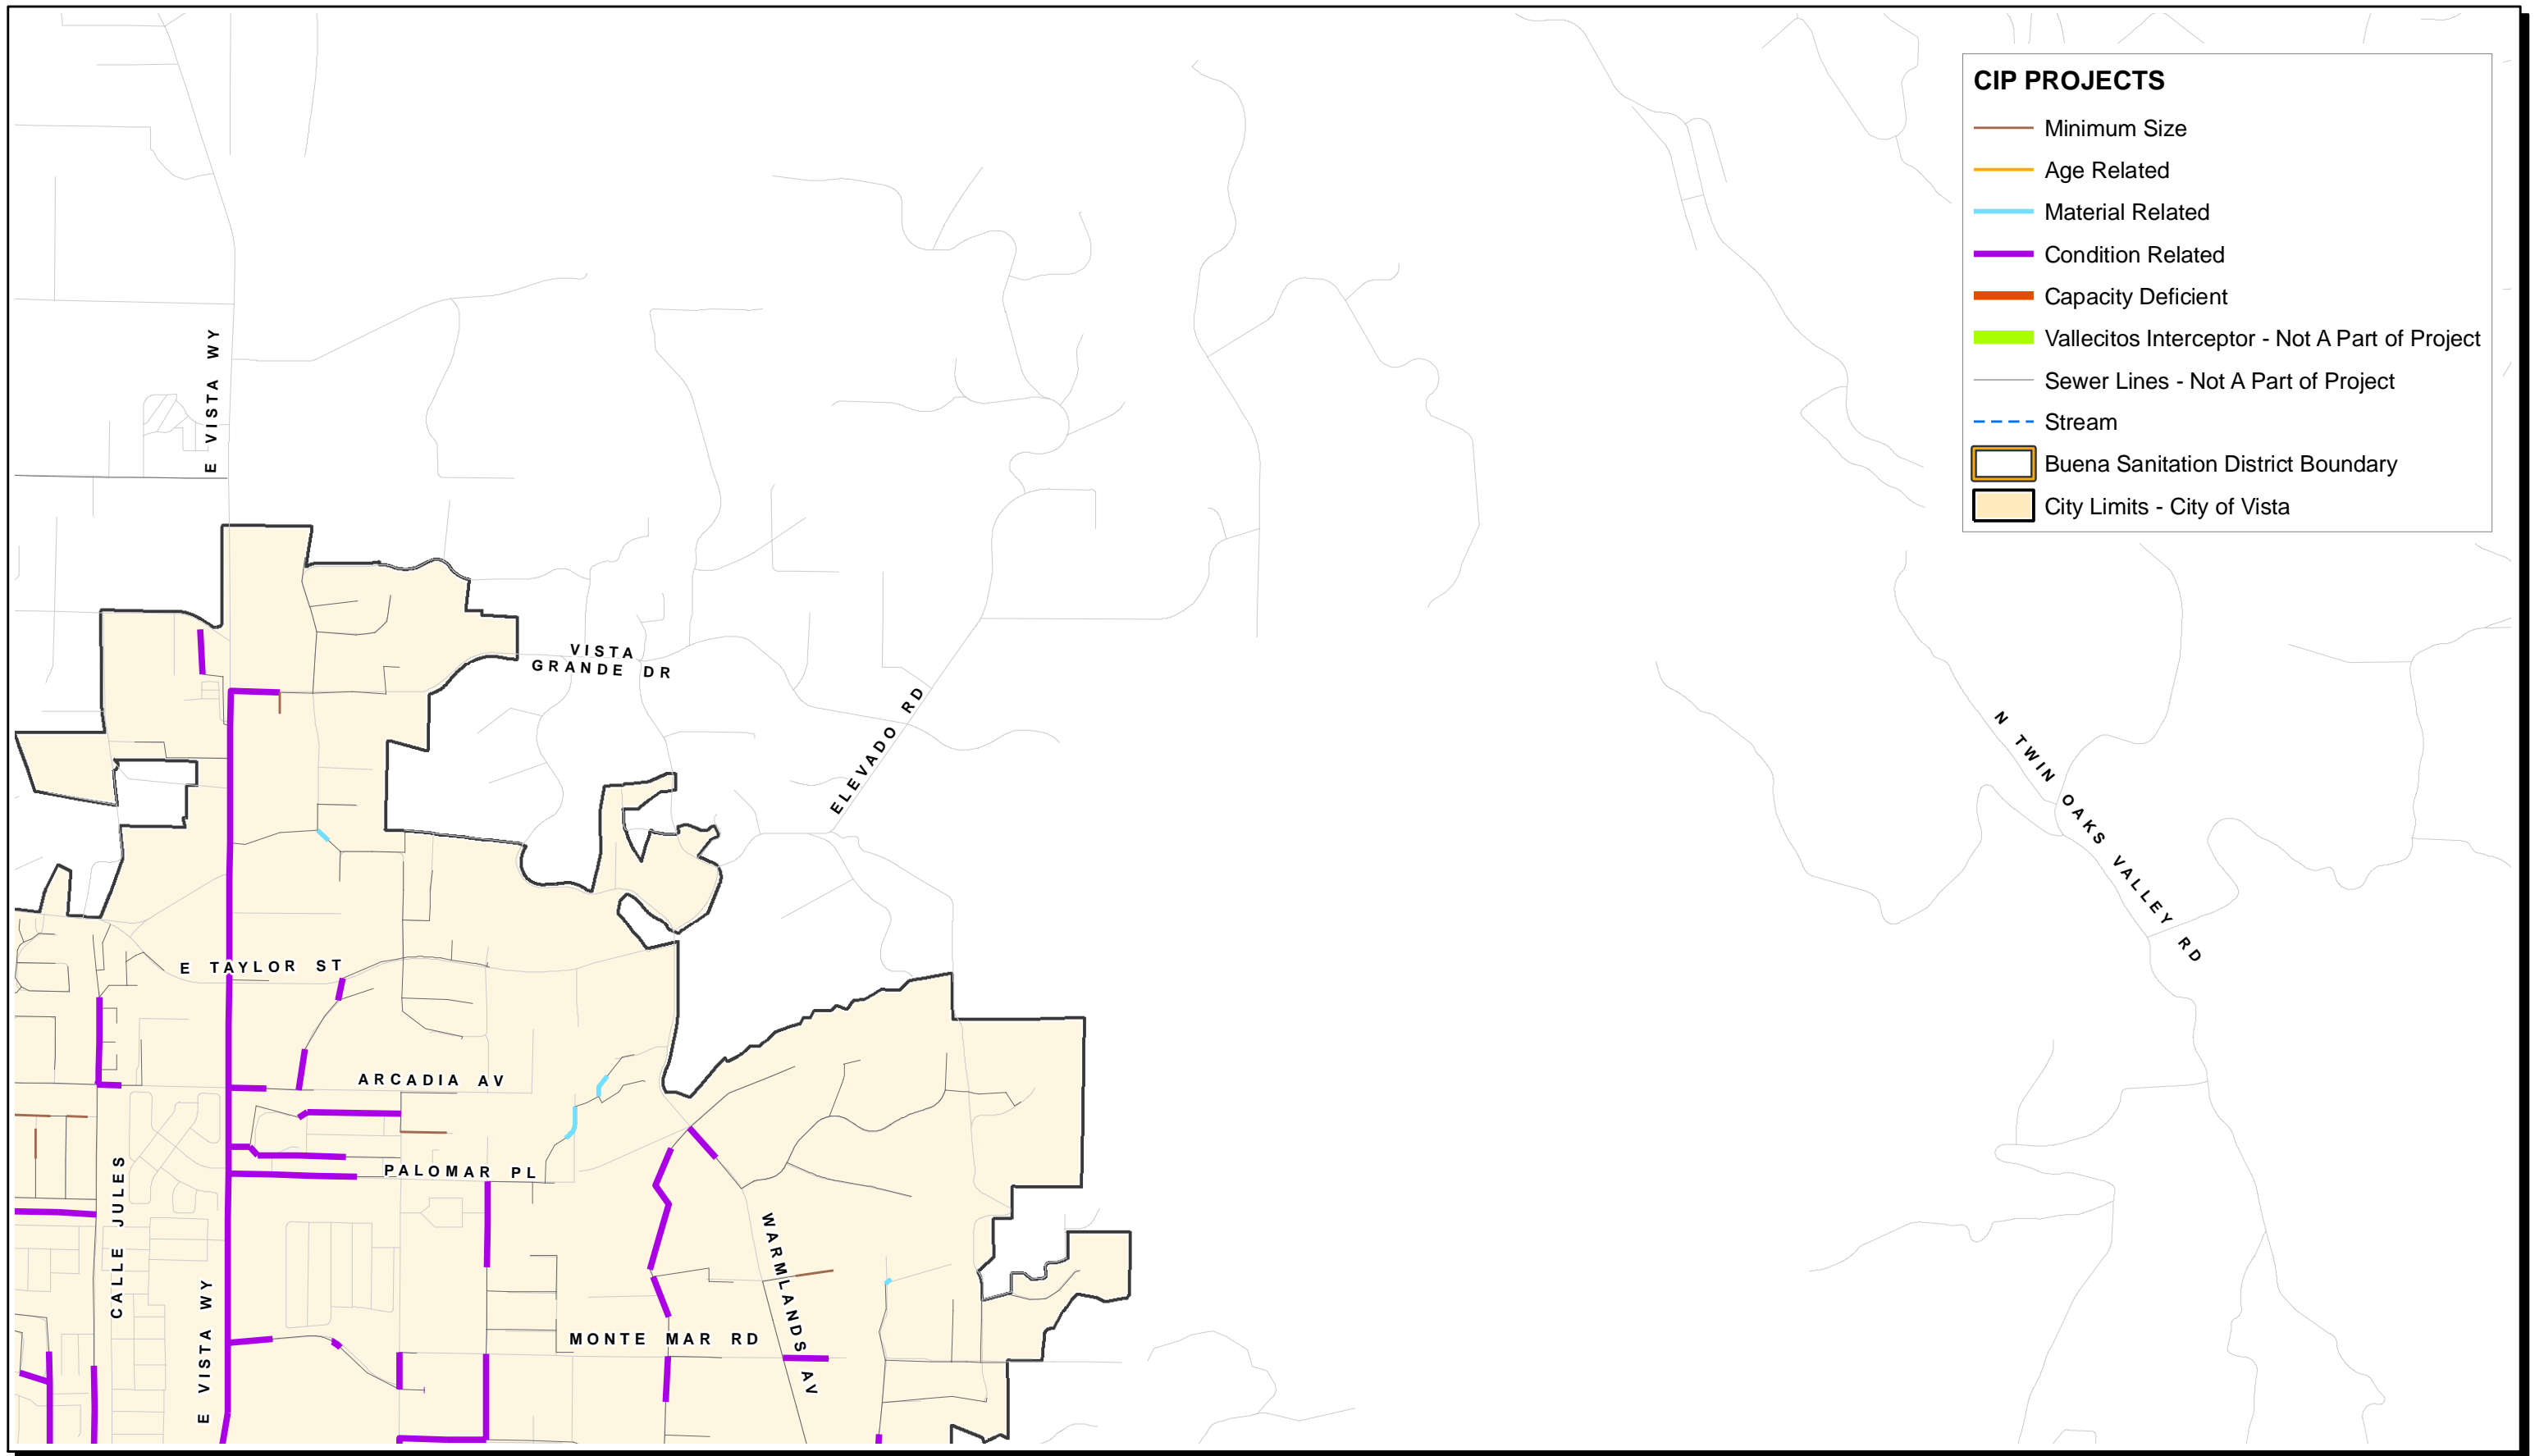 CIP PROJECTS
Minimum Size
Age Related
Material Related
Condition Related
Capacity Deficient
Vallecitos Interceptor - Not A Part of Project
Sewer Lines - Not A Part of Project
Stream
Buena Sanitation District Boundary
City Limits - City of Vista
E VISTA WY
VISTA
GRANDE DR
ELEVADO RD
N TWIN OAKS VALLEY RD
E TAYLOR ST
ARCADIA AV
PALOMAR PL
CALLE JULES
WARMLANDS AV
E VISTA WY
MONTE MAR RD